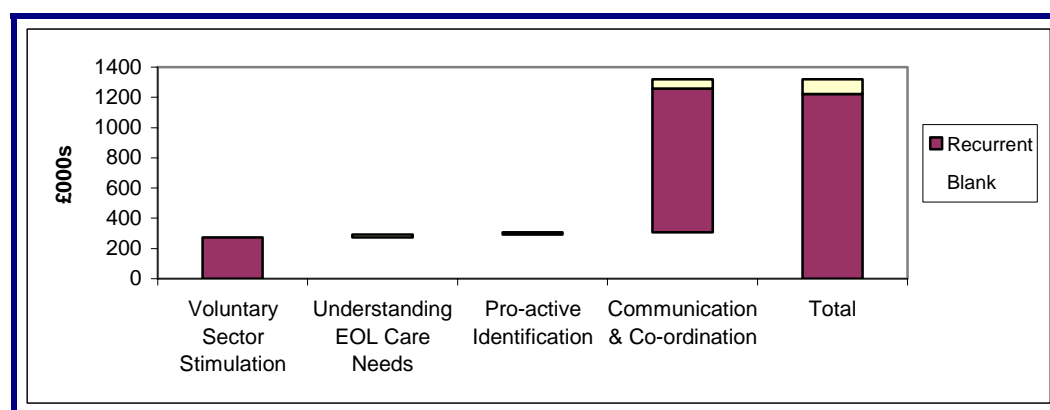 1400
1200
1000
800
600
400
200
0
£000s
Voluntary
Sector
Stimulation
Understanding
EOL Care
Needs
Pro-active
Identification
Communication
& Co-ordination
Total
Recurrent
Blank